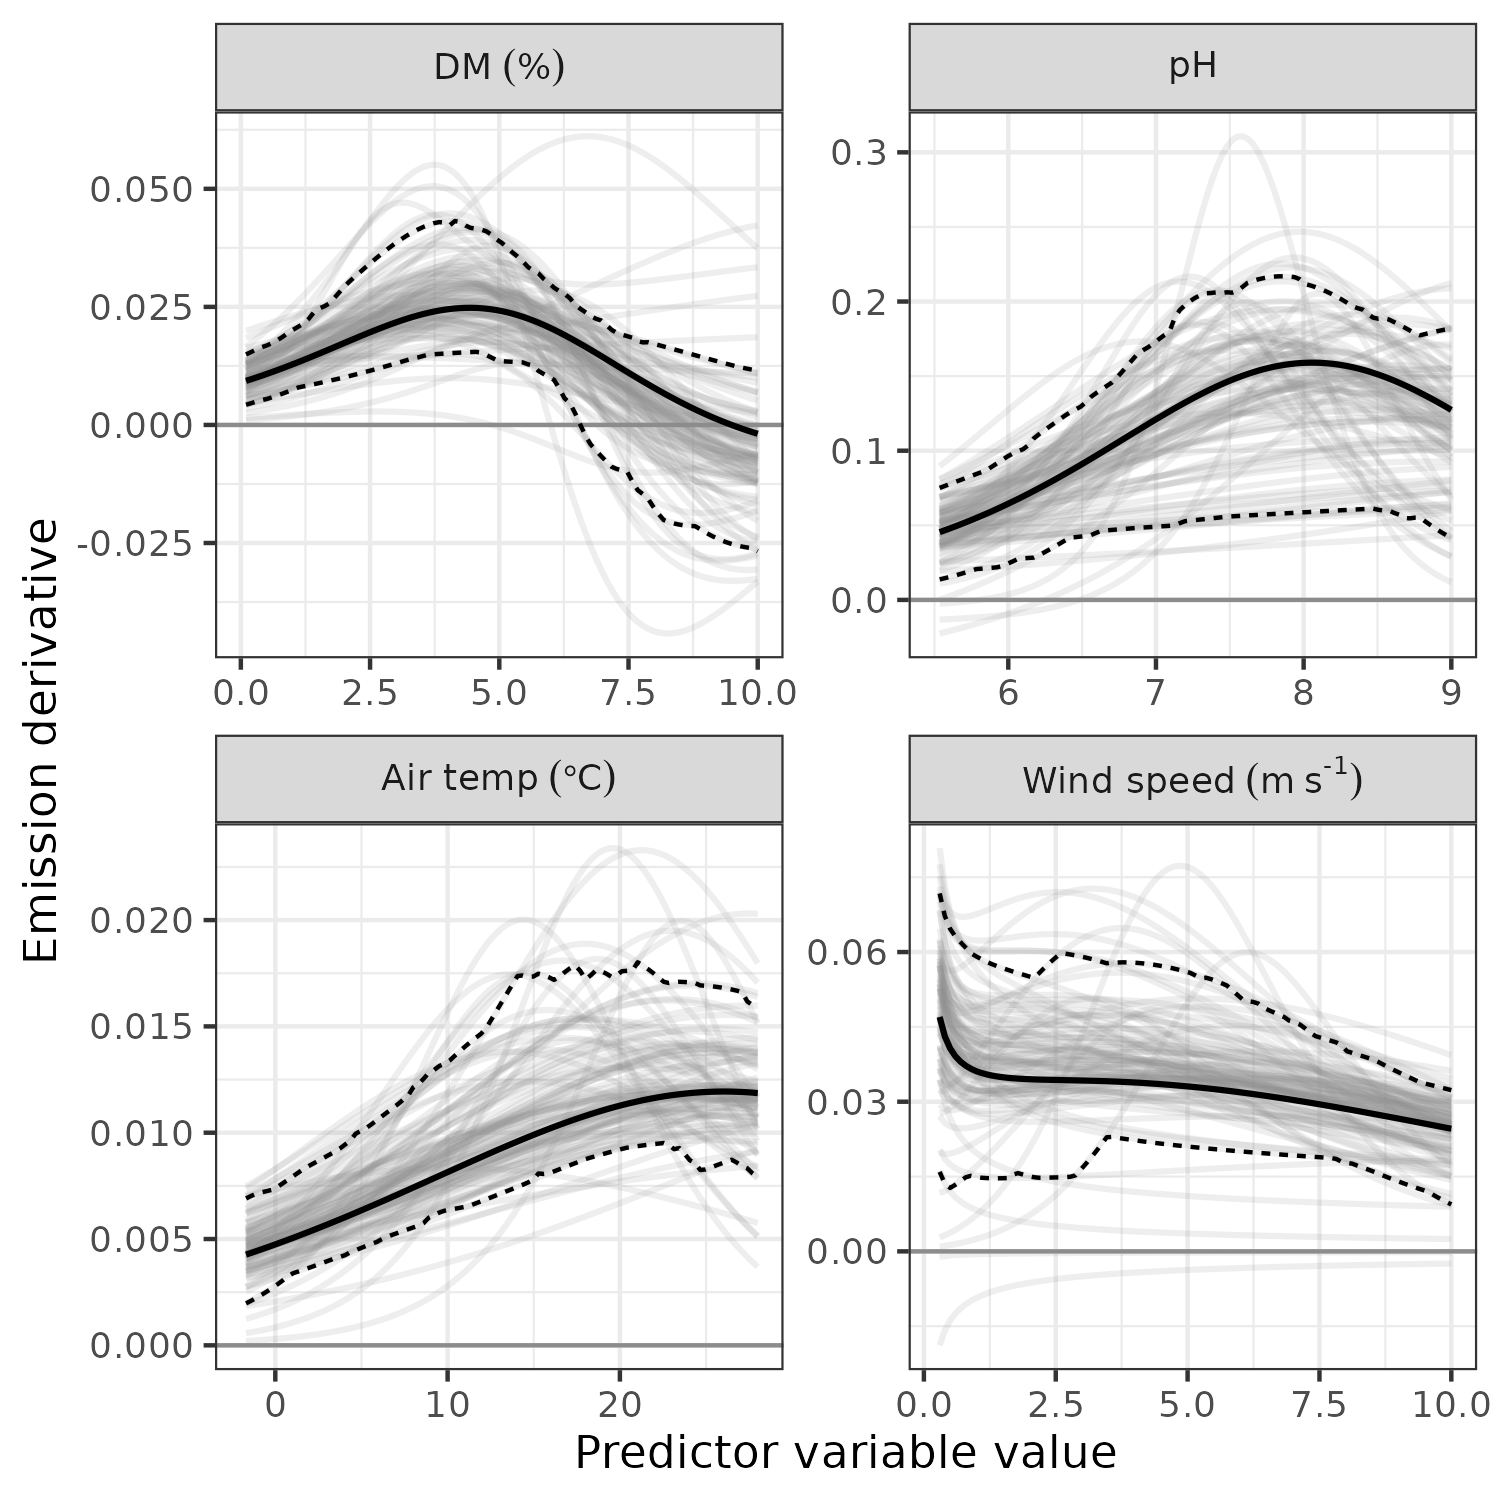 DM (%)
pH
0.050
0.025
0.000
-0.025
0.3
0.2
0.1
0.0
0.0 2.5 5.0 7.5 10.0
6 7 8 9
Emission derivative
Air temp (°C)
Wind speed (m s-1)
0.020
0.015
0.010
0.005
0.000
0.06
0.03
0.00
0 10 20
0.0 2.5 5.0 7.5 10.0
Predictor variable value